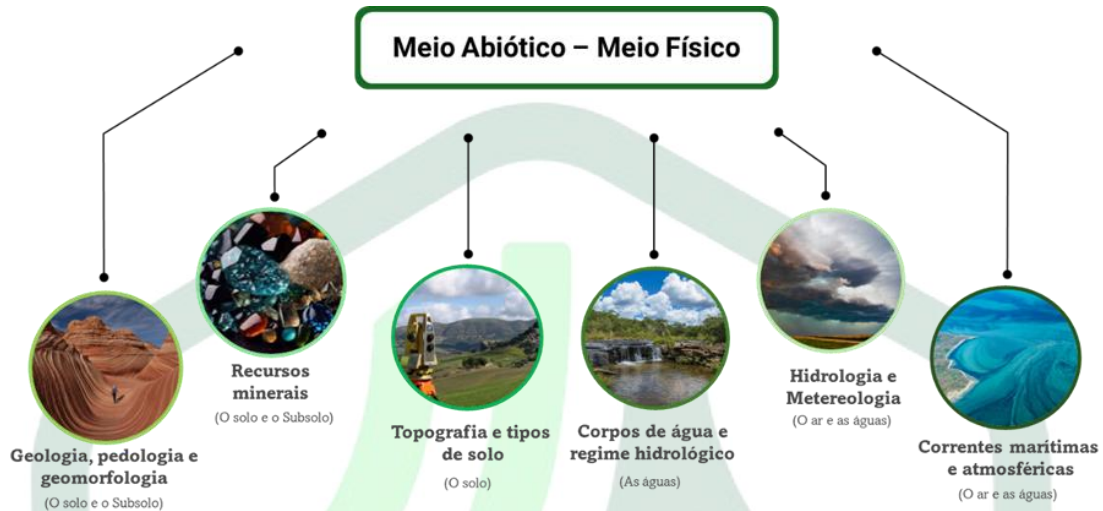 Meio Abiótico – Meio Físico
Geologia, pedologia e
geomorfologia
(O solo e o Subsolo)
Recursos
minerais
(O solo e o Subsolo)
Topografia e tipos
de solo
(O solo)
Corpos de água e
regime hidrológico
(As águas)
Hidrologia e
Metereologia
(O ar e as águas)
Correntes marítimas
e atmosféricas
(O ar e as águas)